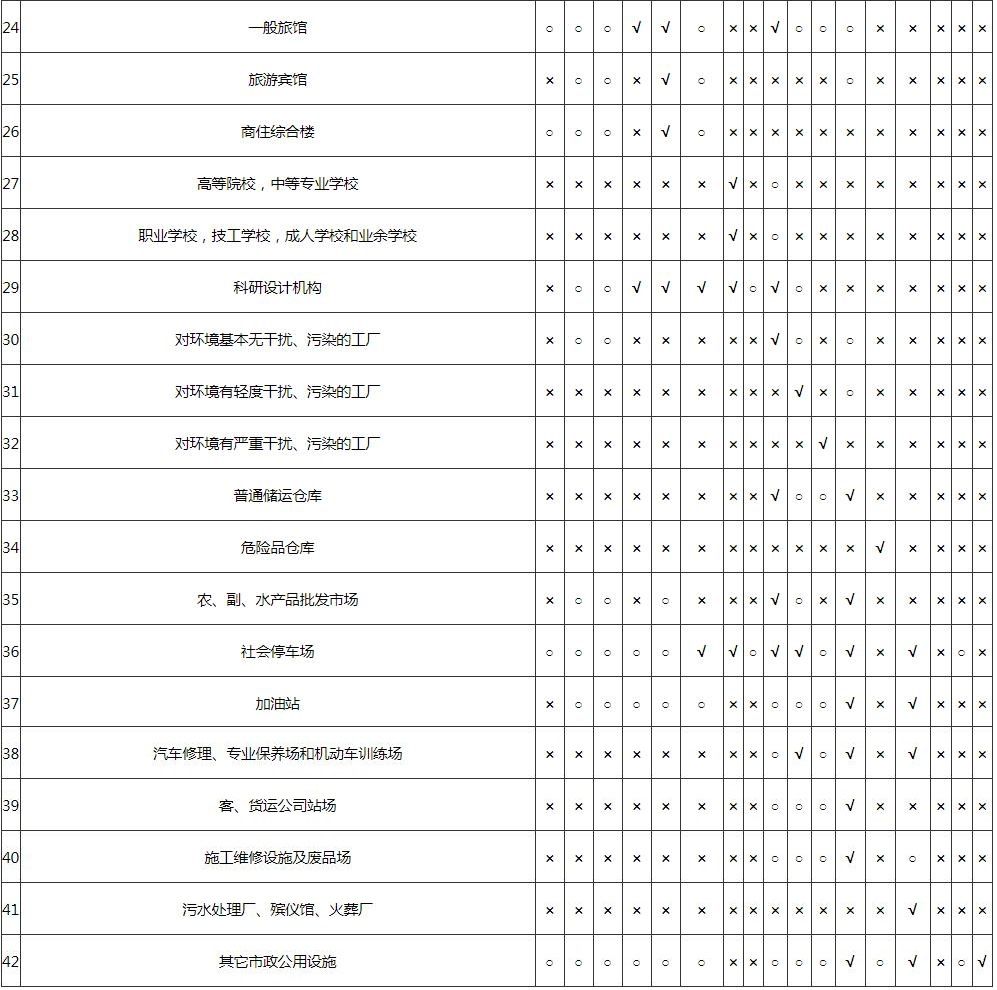 24 一般旅馆 ○ ○ ○ √ √ ○ × × √ ○ ○ ○ × × × × ×
25 旅游宾馆 × ○ ○ × √ ○ × × × × × ○ × × × × ×
26 商住综合楼 ○ ○ ○ × √ ○ × × × × × × × × × × ×
27 高等院校，中等专业学校 × × × × × × √ × ○ × × × × × × × ×
28 职业学校，技工学校，成人学校和业余学校 × × × × × × √ × ○ × × × × × × × ×
29 科研设计机构 × ○ ○ √ √ √ √ ○ √ ○ × × × × × × ×
30 对环境基本无干扰、污染的工厂 × ○ ○ × × × × × √ ○ × ○ × × × × ×
31 对环境有轻度干扰、污染的工厂 × × × × × × × × × √ × ○ × × × × ×
32 对环境有严重干扰、污染的工厂 × × × × × × × × × × √ × × × × × ×
33 普通储运仓库 × × × × × × × × √ ○ ○ √ × × × × ×
34 危险品仓库 × × × × × × × × × × × × √ × × × ×
35 农、副、水产品批发市场 × ○ ○ × ○ × × × √ ○ × √ × × × × ×
36 社会停车场 ○ ○ ○ ○ ○ √ √ ○ √ √ ○ √ × √ × ○ ×
37 加油站 × ○ ○ ○ ○ ○ × × ○ ○ ○ √ × √ × × ×
38 汽车修理、专业保养场和机动车训练场 × × × × × × × × ○ √ ○ √ × √ × × ×
39 客、货运公司站场 × × × × × × × × ○ ○ ○ √ × × × × ×
40 施工维修设施及废品场 × × × × × × × × ○ ○ ○ √ × ○ × × ×
41 污水处理厂、殡仪馆、火葬厂 × × × × × × × × × × × × × √ × × ×
42 其它市政公用设施 ○ ○ ○ ○ ○ ○ × × ○ ○ ○ √ ○ √ × ○ √